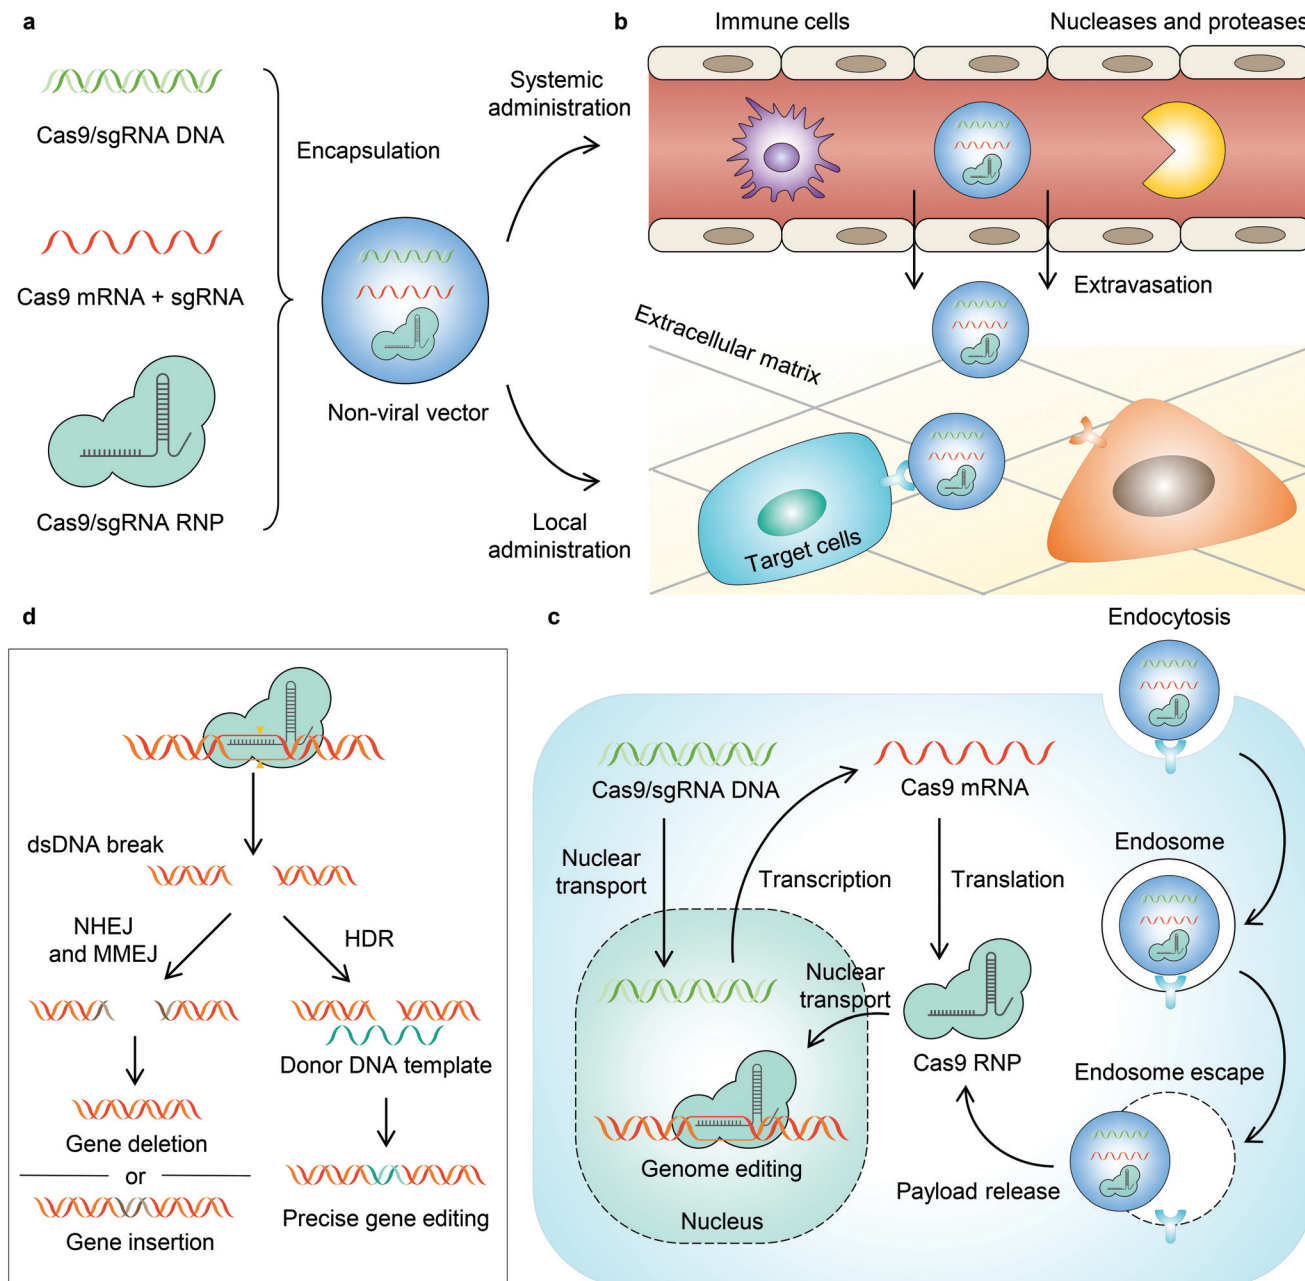 a
Cas9/sgRNA DNA
Cas9 mRNA + sgRNA
Cas9/sgRNA RNP
Encapsulation
Non-viral vector
Systemic
administration
Local
administration
b
Immune cells
Nucleases and proteases
Extravasation
Extracellular matrix
Target cells
d
dsDNA break
NHEJ
and MMEJ
HDR
Donor DNA template
Gene deletion
or
Gene insertion
Precise gene editing
c
Endocytosis
Cas9/sgRNA DNA
Cas9 mRNA
Nuclear
transport
Transcription
Translation
Endosome
Nuclear
transport
Cas9 RNP
Endosome escape
Genome editing
Payload release
Nucleus